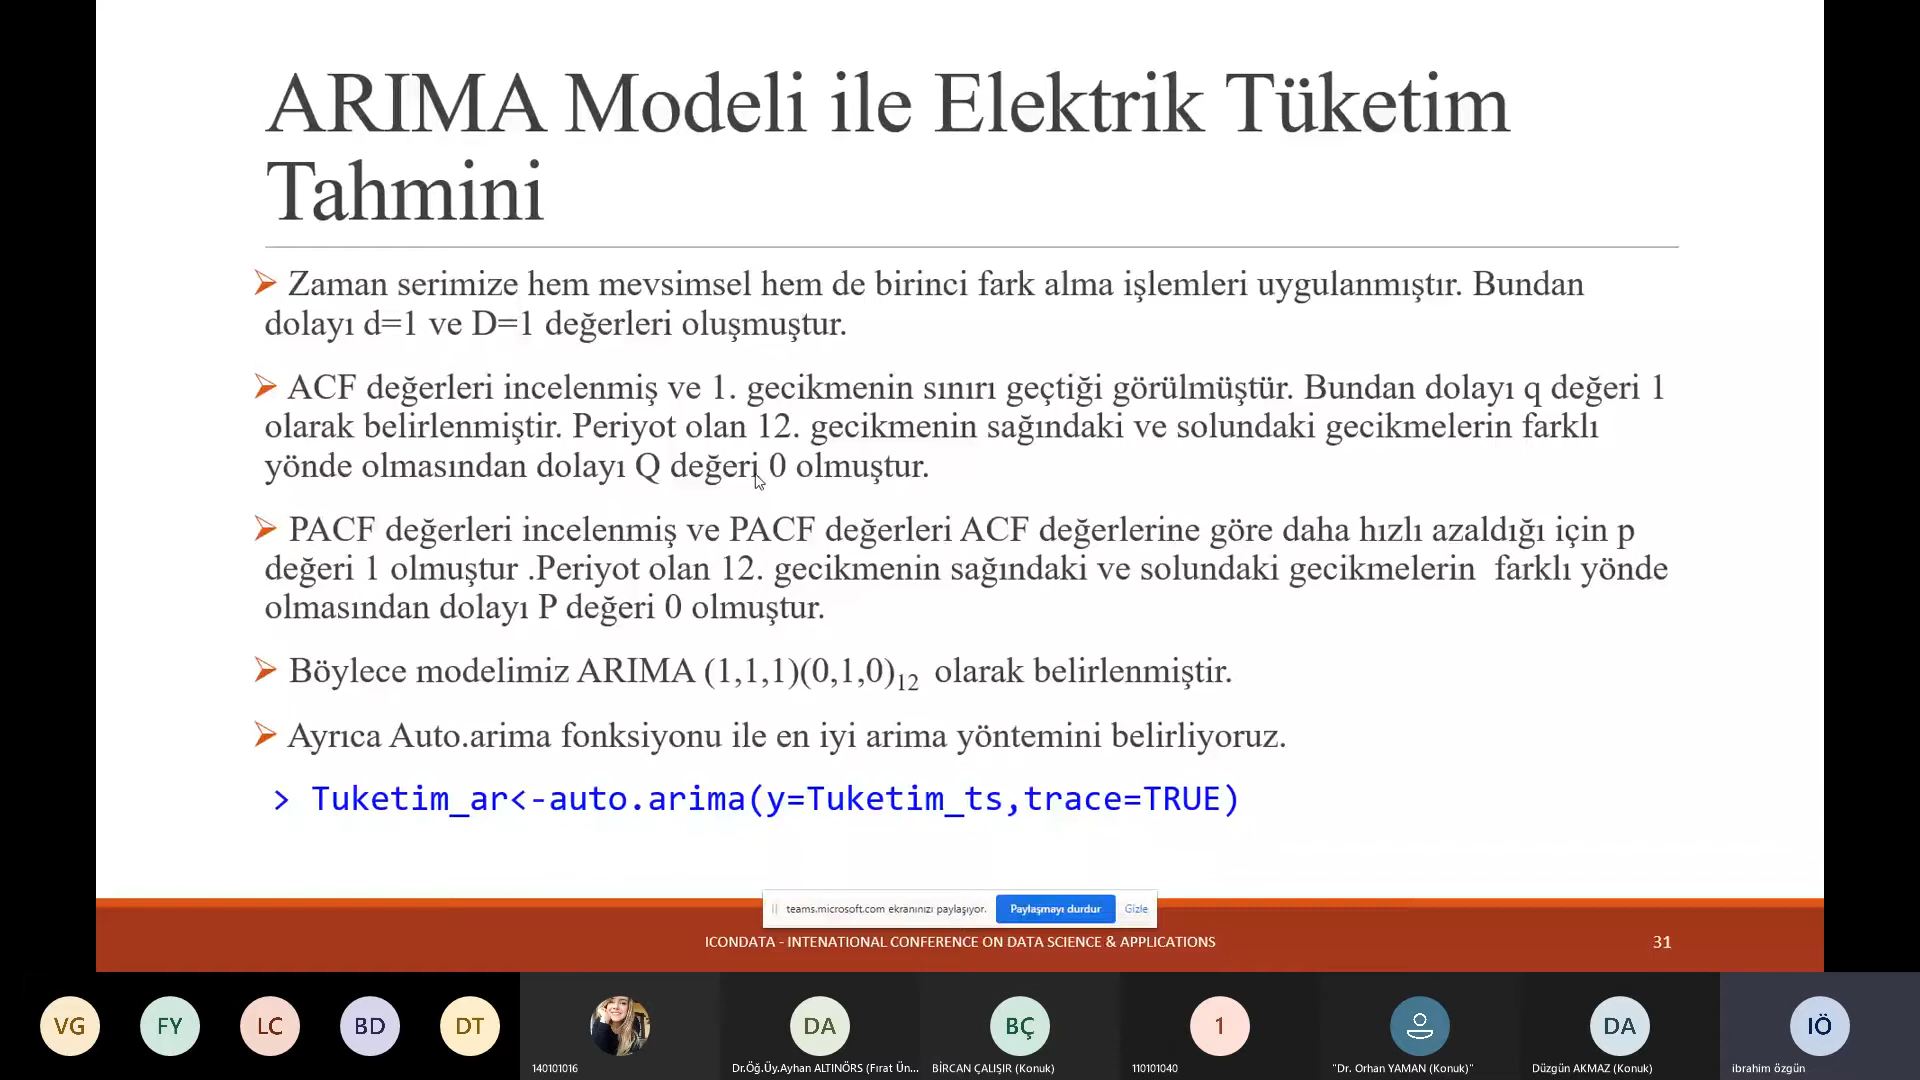 ARIMA Modeli ile Elektrik Tüketim
Tahmini
Zaman serimize hem mevsimsel hem de birinci fark alma işlemleri uygulanmıştır. Bundan
dolayı d=1 ve D=1 değerleri oluşmuştur.
ACF değerleri incelenmiş ve 1. gecikmenin sınırı geçtiği görülmüştür. Bundan dolayı q değeri 1
olarak belirlenmiştir. Periyot olan 12. gecikmenin sağındaki ve solundaki gecikmelerin farklı
yönde olmasından dolayı Q değeri 0 olmuştur.
PACF değerleri incelenmiş ve PACF değerleri ACF değerlerine göre daha hızlı azaldığı için p
değeri 1 olmuştur .Periyot olan 12. gecikmenin sağındaki ve solundaki gecikmelerin farklı yönde
olmasından dolayı P değeri 0 olmuştur.
Böylece modelimiz ARIMA (1,1,1)(0,1,0)12 olarak belirlenmiştir.
Ayrıca Auto.arima fonksiyonu ile en iyi arima yöntemini belirliyoruz.
> Tuketim_ar<-auto.arima(y=Tuketim_ts,trace=TRUE)
teams.microsoft.com ekranınızı paylaşıyor. Paylaşmayı durdur Gizle
ICONDATA - INTENATIONAL CONFERENCE ON DATA SCIENCE & APPLICATIONS 31
VG FY LC BD DT DA BÇ 1 DA IÖ
140101016 Dr.Öğ.Üy.Ayhan ALTINÖRS (Fırat Ün... BİRCAN ÇALIŞIR (Konuk) 110101040 "Dr. Orhan YAMAN (Konuk)" Düzgün AKMAZ (Konuk) ibrahim özgün